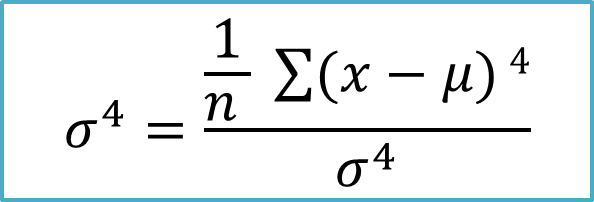 σ⁴ = (1/n ∑(x − μ)⁴) / σ⁴